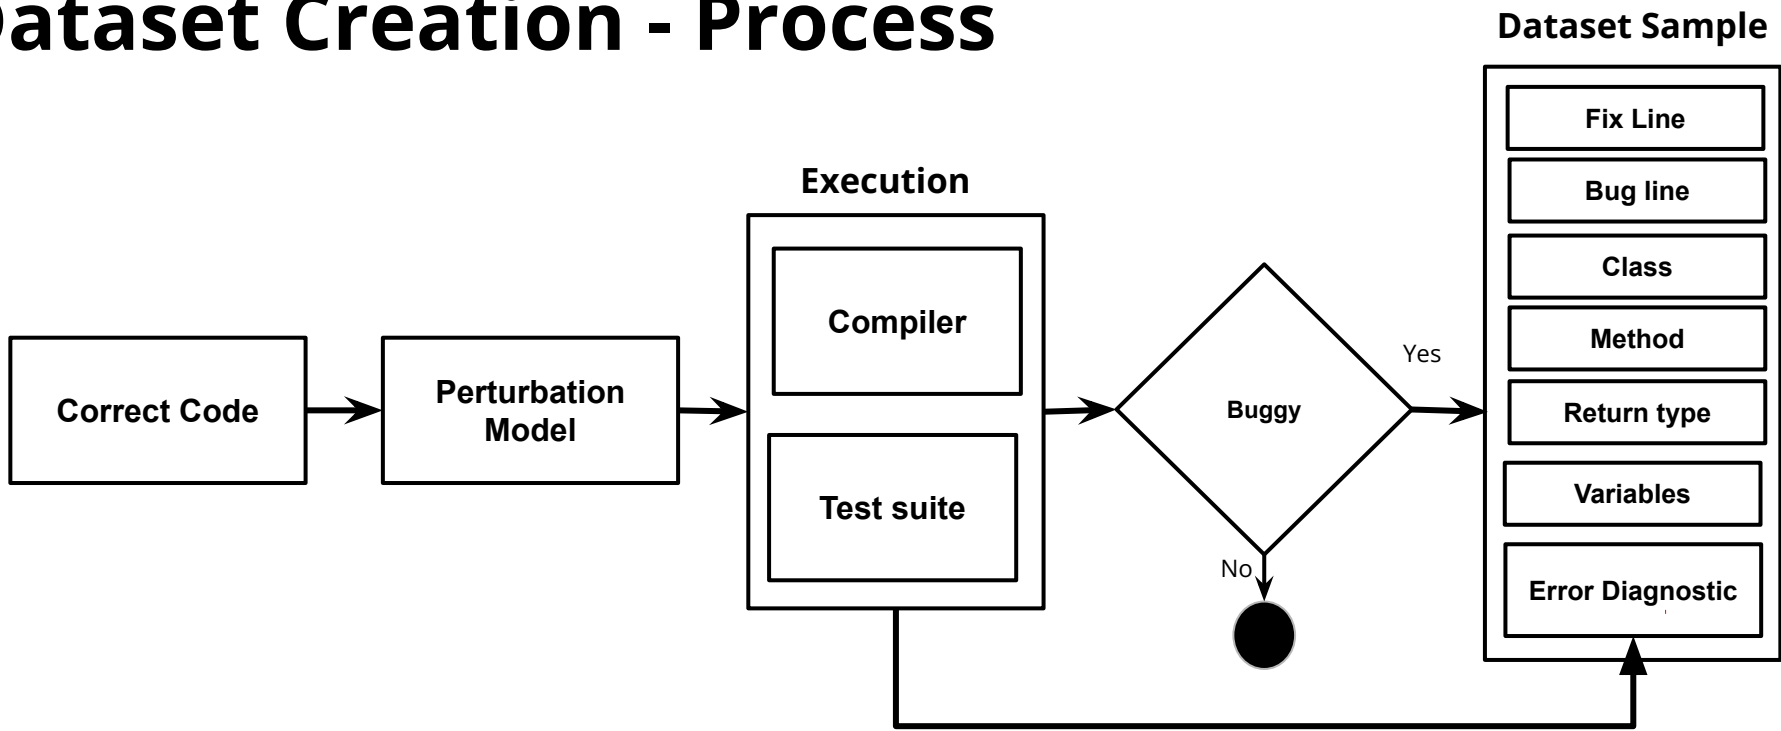 ataset Creation - Process
Dataset Sample
Fix Line
Bug line
Class
Method
Return type
Variables
Error Diagnostic
Execution
Compiler
Test suite
Correct Code
Perturbation
Model
Buggy
Yes
No